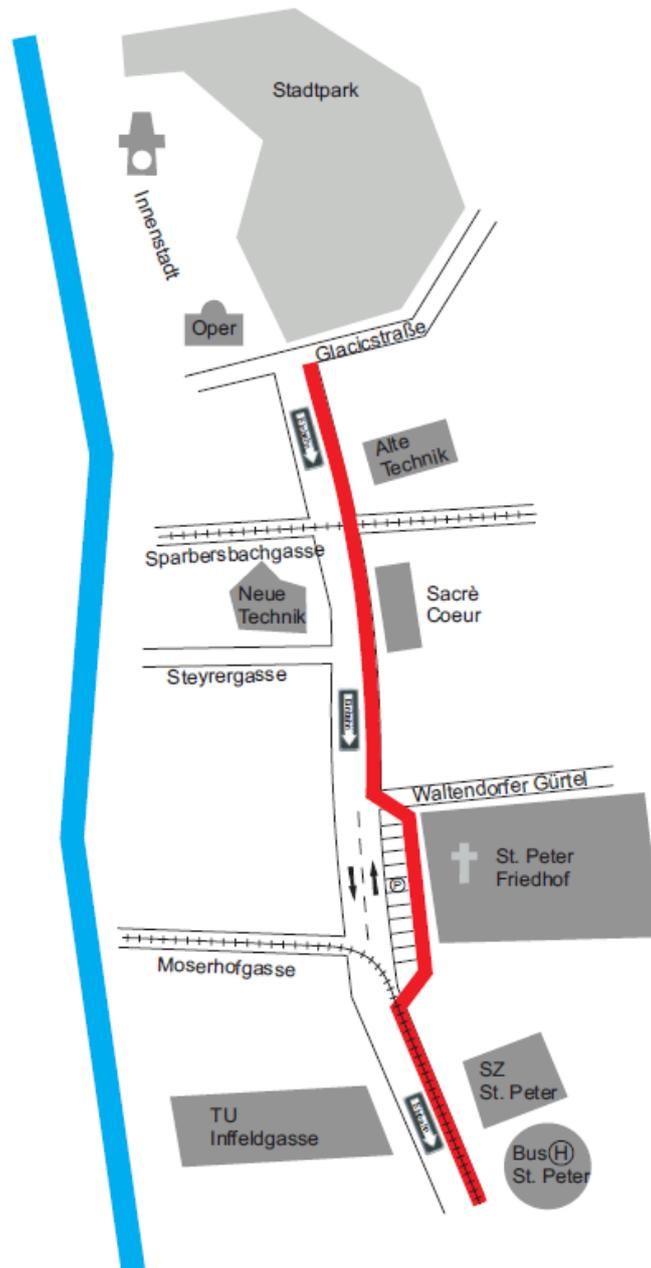 Stadtpark
Innenstadt
Oper
Glacicstraße
Alte
Technik
Sparbersbachgasse
Neue
Technik
Sacrè
Coeur
Steyrergasse
Waltendorfer Gürtel
St. Peter
Friedhof
P
Moserhofgasse
SZ
St. Peter
TU
Inffeldgasse
Bus H
St. Peter